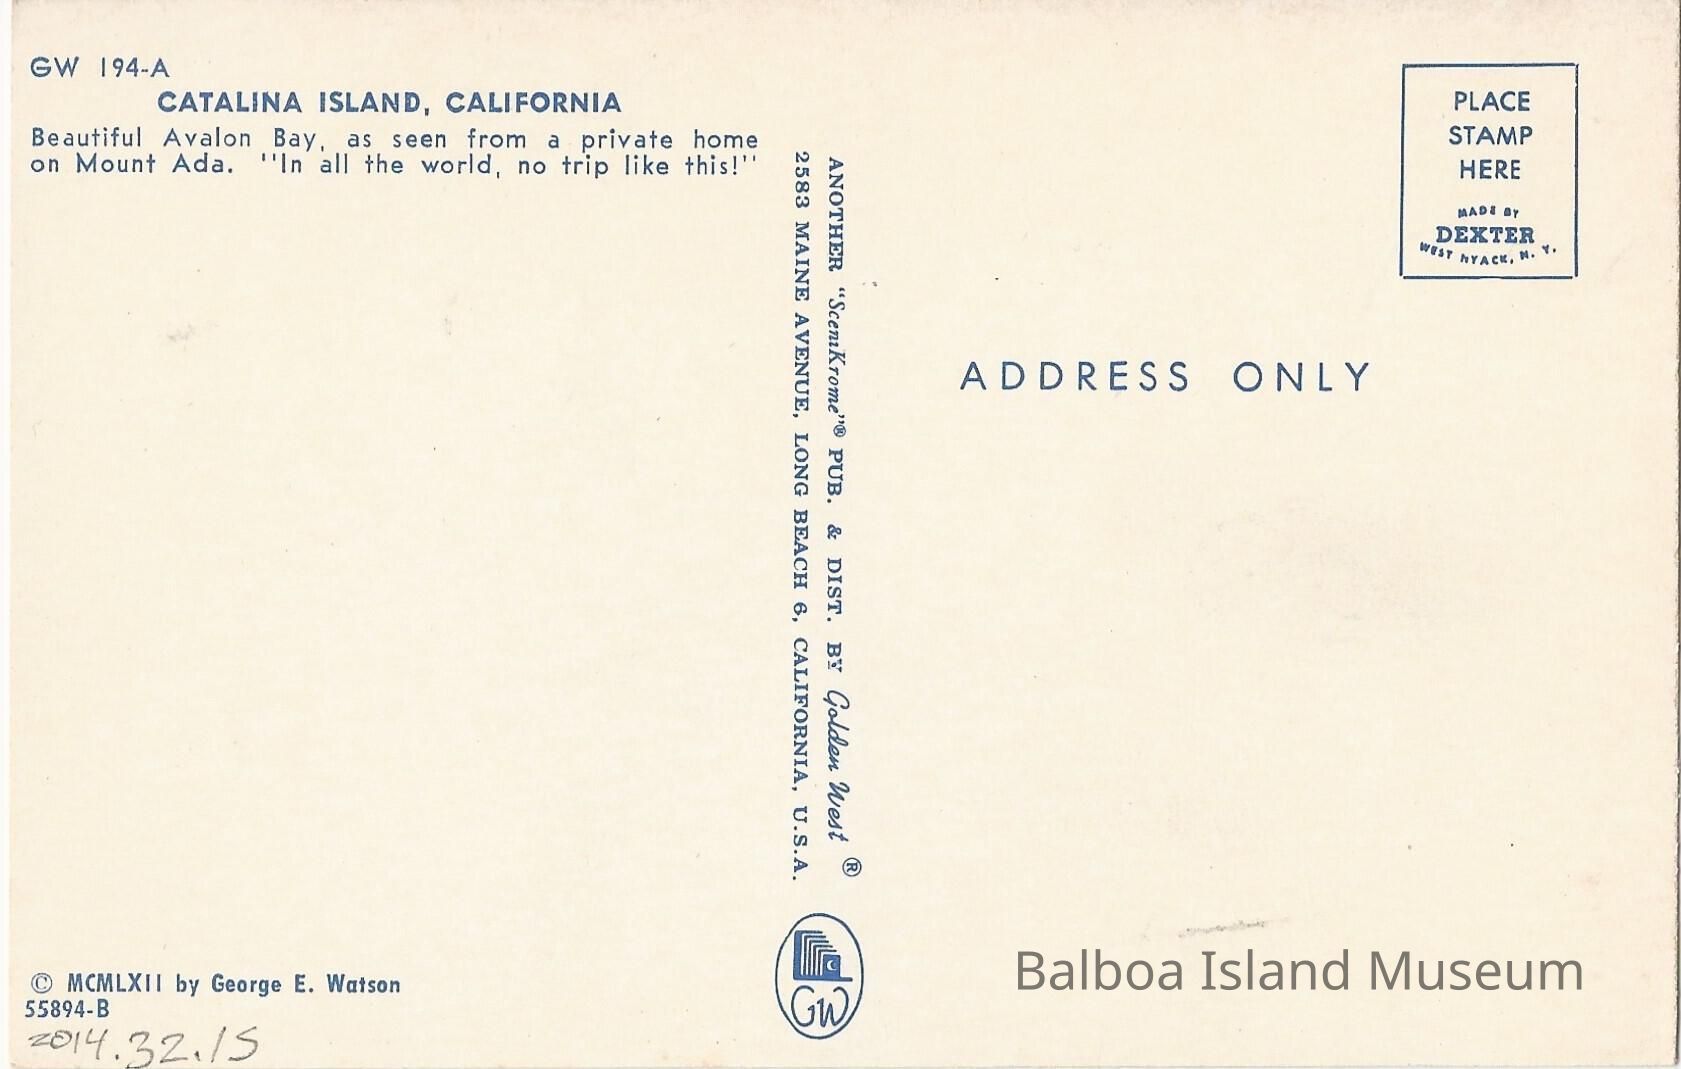 GW 194-A
CATALINA ISLAND, CALIFORNIA
Beautiful Avalon Bay, as seen from a private home
on Mount Ada. "In all the world, no trip like this!"
ANOTHER "SceniKrome"® PUB. & DIST. BY Golden West ®
2583 MAINE AVENUE, LONG BEACH 6, CALIFORNIA, U.S.A.
GW
PLACE
STAMP
HERE
MADE BY
DEXTER
WEST NYACK, N. Y.
ADDRESS ONLY
© MCMLXII by George E. Watson
55894-B
2014.32.15
Balboa Island Museum